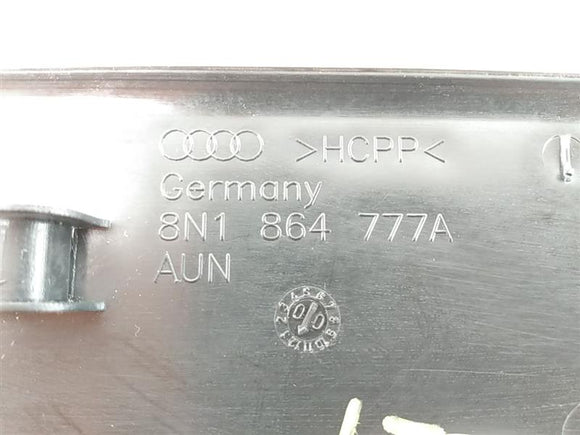 >HCPP<
Germany
8N1 864 777A
AUN